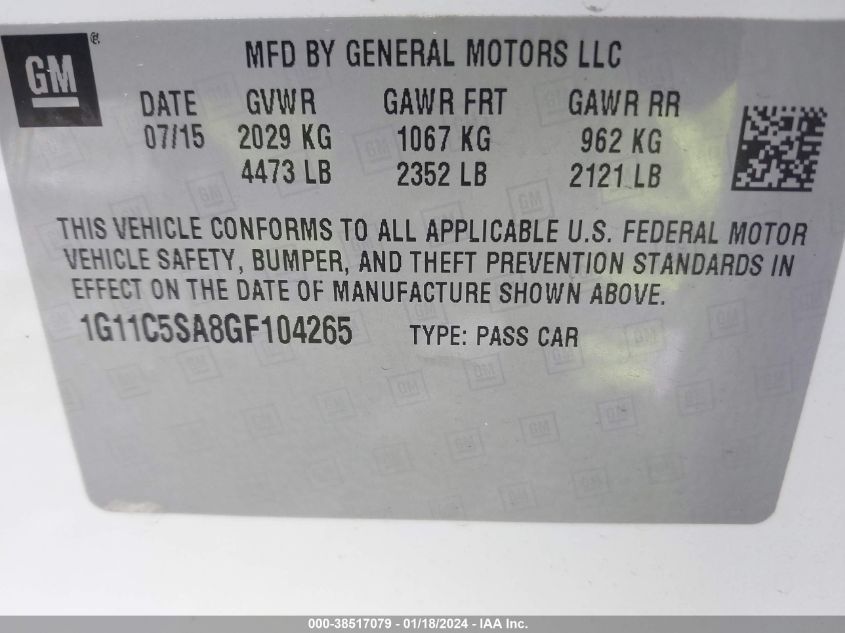 GM ®
MFD BY GENERAL MOTORS LLC
DATE GVWR GAWR FRT GAWR RR
07/15 2029 KG 1067 KG 962 KG
4473 LB 2352 LB 2121 LB
THIS VEHICLE CONFORMS TO ALL APPLICABLE U.S. FEDERAL MOTOR
VEHICLE SAFETY, BUMPER, AND THEFT PREVENTION STANDARDS IN
EFFECT ON THE DATE OF MANUFACTURE SHOWN ABOVE.
1G11C5SA8GF104265 TYPE: PASS CAR
000-38517079 - 01/18/2024 - IAA Inc.